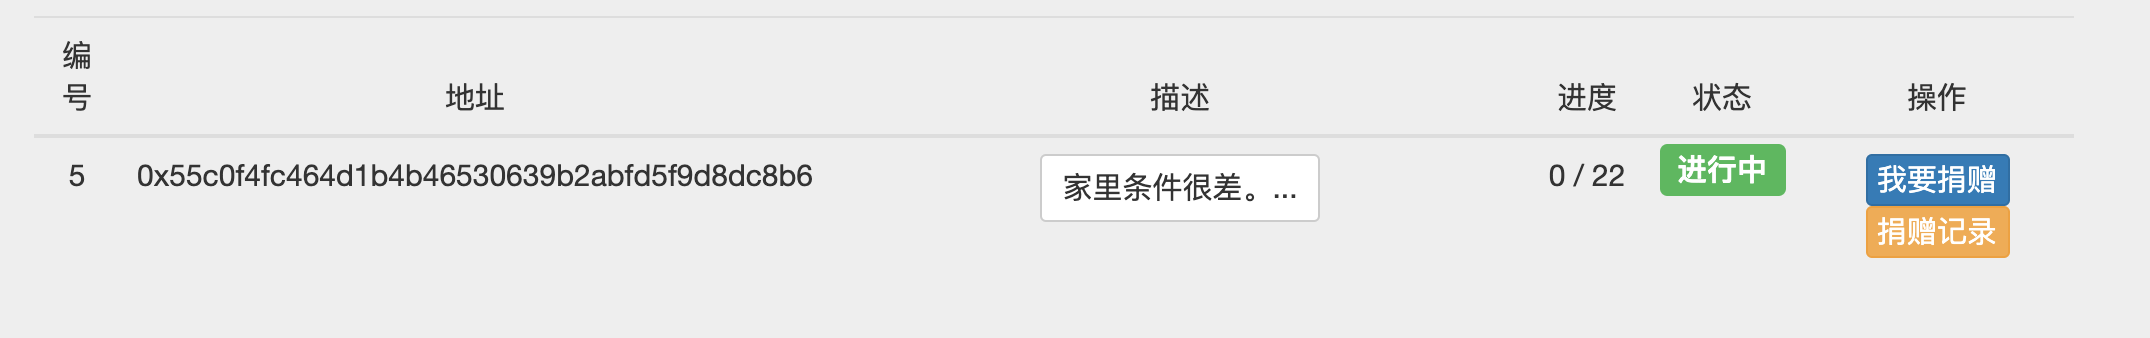 编
号
地址
描述
进度
状态
操作
5
0x55c0f4fc464d1b4b46530639b2abfd5f9d8dc8b6
家里条件很差。...
0 / 22
进行中
我要捐赠
捐赠记录